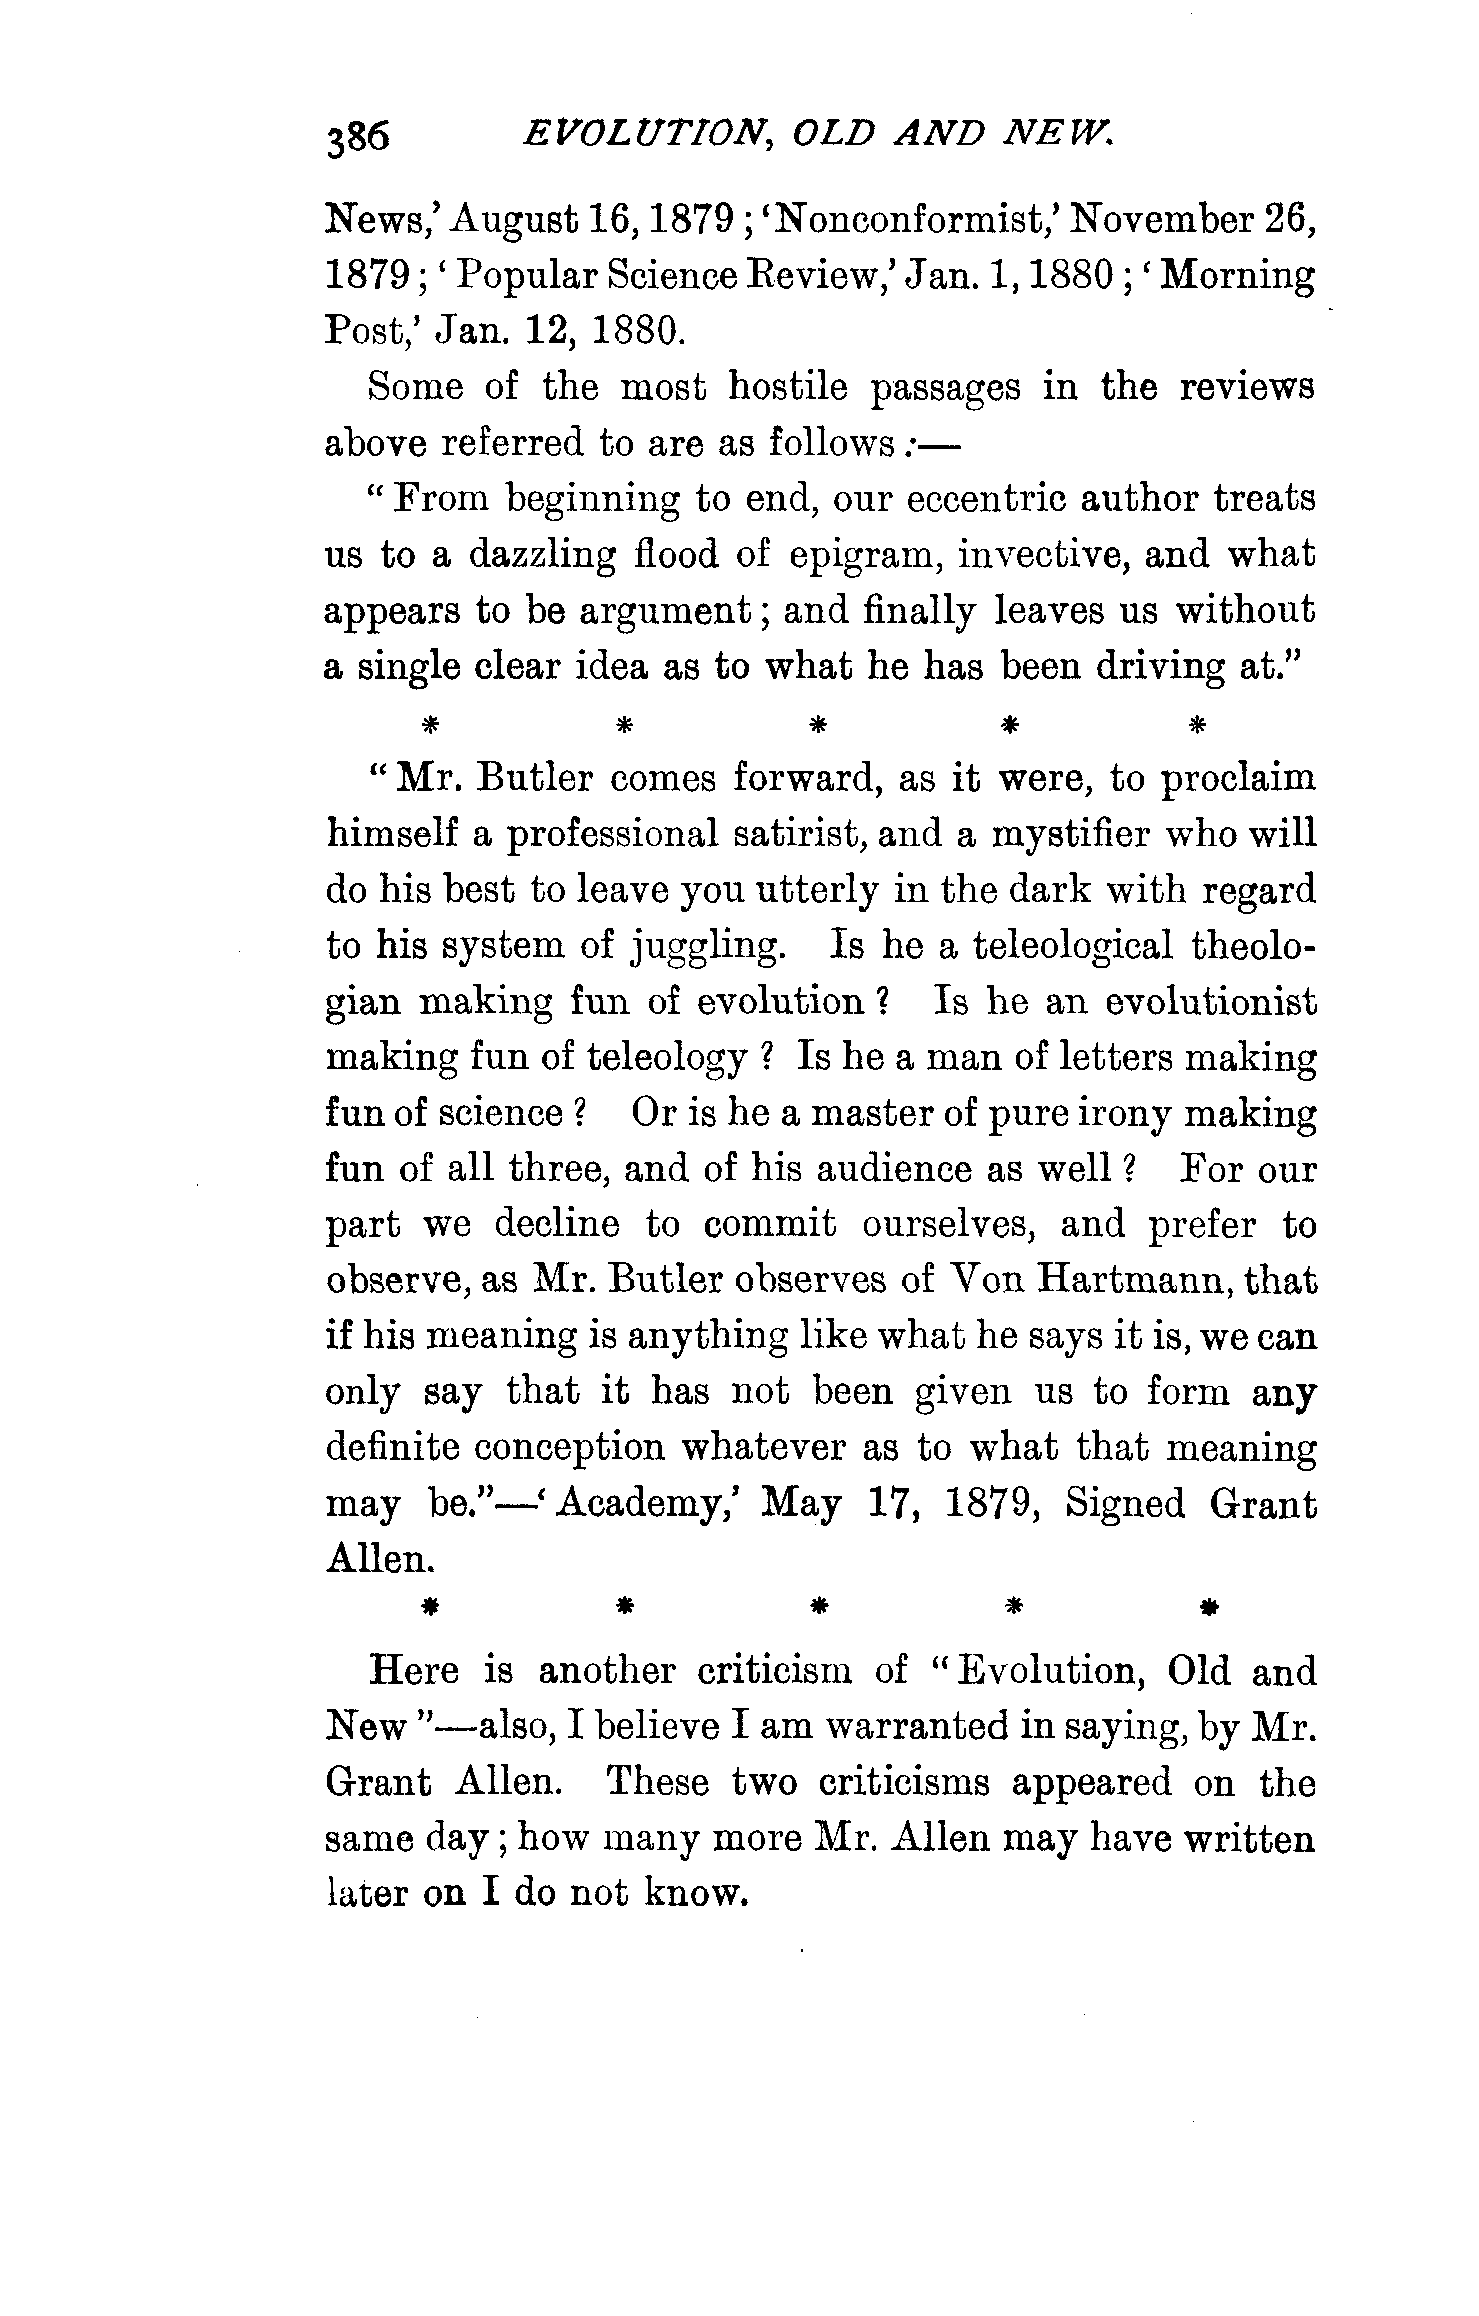 386 EVOLUTION, OLD AND NEW.
News,' August 16, 1879; 'Nonconformist,' November 26,
1879; 'Popular Science Review,' Jan. 1, 1880; 'Morning
Post,' Jan. 12, 1880.
Some of the most hostile passages in the reviews
above referred to are as follows:—
"From beginning to end, our eccentric author treats
us to a dazzling flood of epigram, invective, and what
appears to be argument; and finally leaves us without
a single clear idea as to what he has been driving at."
* * * * *
"Mr. Butler comes forward, as it were, to proclaim
himself a professional satirist, and a mystifier who will
do his best to leave you utterly in the dark with regard
to his system of juggling. Is he a teleological theolo-
gian making fun of evolution? Is he an evolutionist
making fun of teleology? Is he a man of letters making
fun of science? Or is he a master of pure irony making
fun of all three, and of his audience as well? For our
part we decline to commit ourselves, and prefer to
observe, as Mr. Butler observes of Von Hartmann, that
if his meaning is anything like what he says it is, we can
only say that it has not been given us to form any
definite conception whatever as to what that meaning
may be."—'Academy,' May 17, 1879, Signed Grant
Allen.
* * * * *
Here is another criticism of "Evolution, Old and
New"—also, I believe I am warranted in saying, by Mr.
Grant Allen. These two criticisms appeared on the
same day; how many more Mr. Allen may have written
later on I do not know.